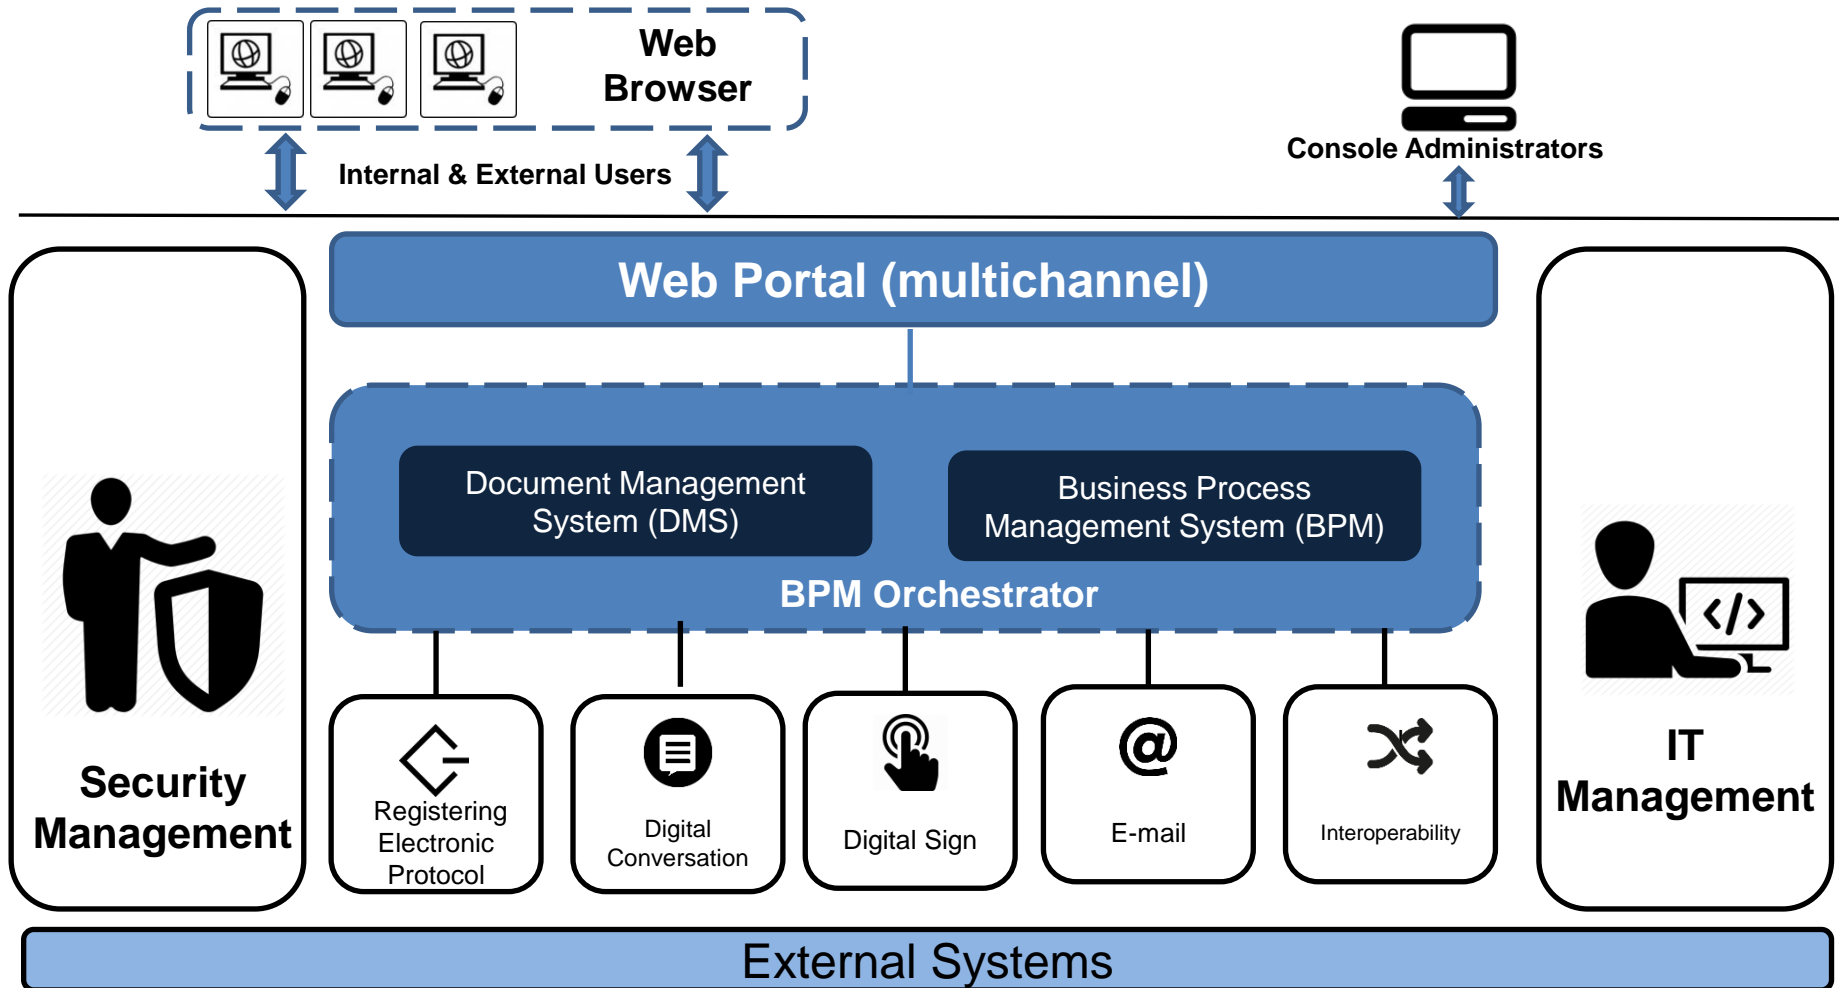 Web
Browser
Internal & External Users
Console Administrators
Web Portal (multichannel)
Document Management
System (DMS)
Business Process
Management System (BPM)
BPM Orchestrator
Security
Management
Registering
Electronic
Protocol
Digital
Conversation
Digital Sign
@
E-mail
Interoperability
</>
IT
Management
External Systems